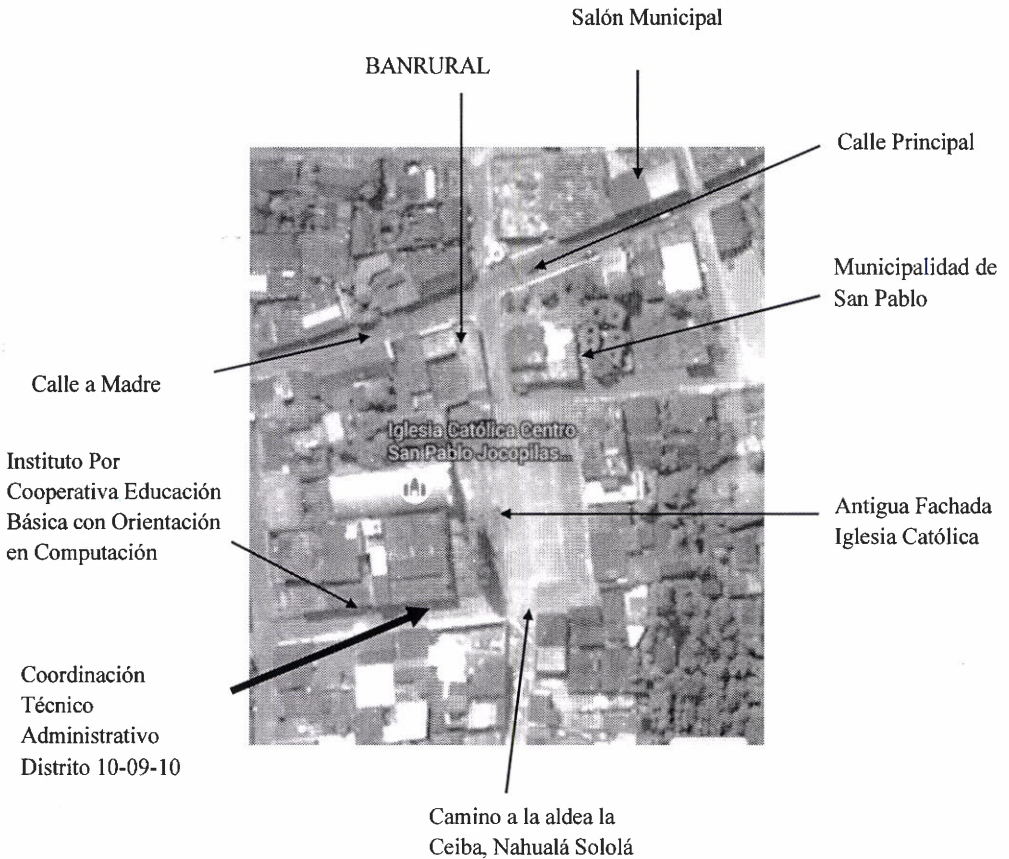 Salón Municipal
BANRURAL
Calle Principal
Municipalidad de
San Pablo
Calle a Madre
Iglesia Católica Centro
San Pablo Jocopilas...
Instituto Por
Cooperativa Educación
Básica con Orientación
en Computación
Antigua Fachada
Iglesia Católica
Coordinación
Técnico
Administrativo
Distrito 10-09-10
Camino a la aldea la
Ceiba, Nahualá Sololá